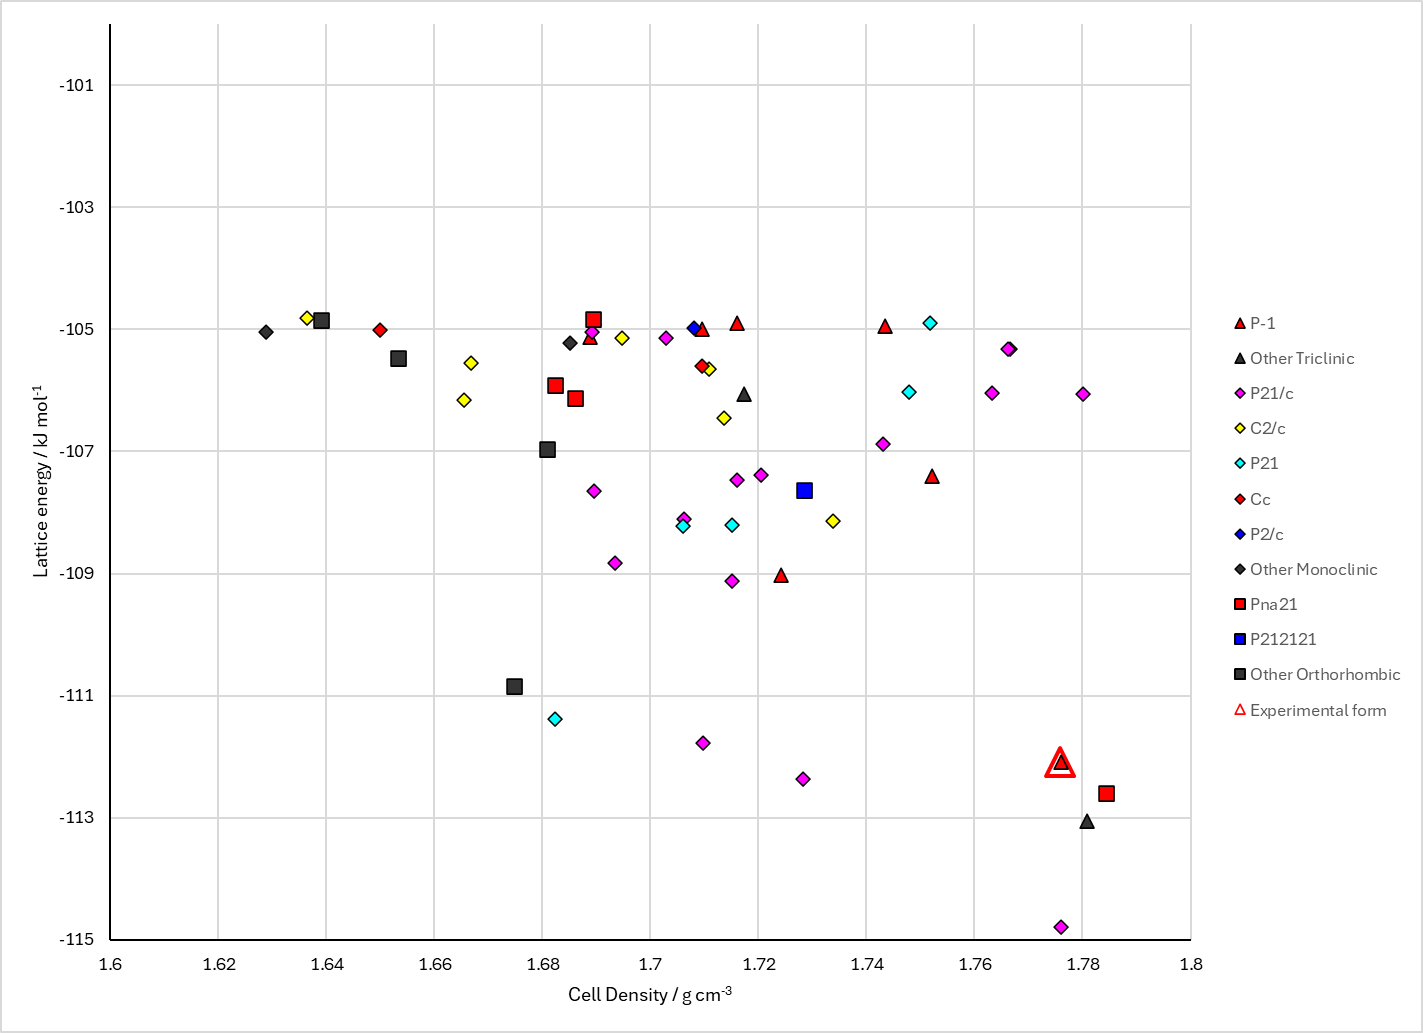 -101
-103
-105
-107
-109
-111
-113
-115
Lattice energy / kJ mol⁻¹
1.6 1.62 1.64 1.66 1.68 1.7 1.72 1.74 1.76 1.78 1.8
Cell Density / g cm⁻³
P-1
Other Triclinic
P21/c
C2/c
P21
Cc
P2/c
Other Monoclinic
Pna21
P212121
Other Orthorhombic
Experimental form